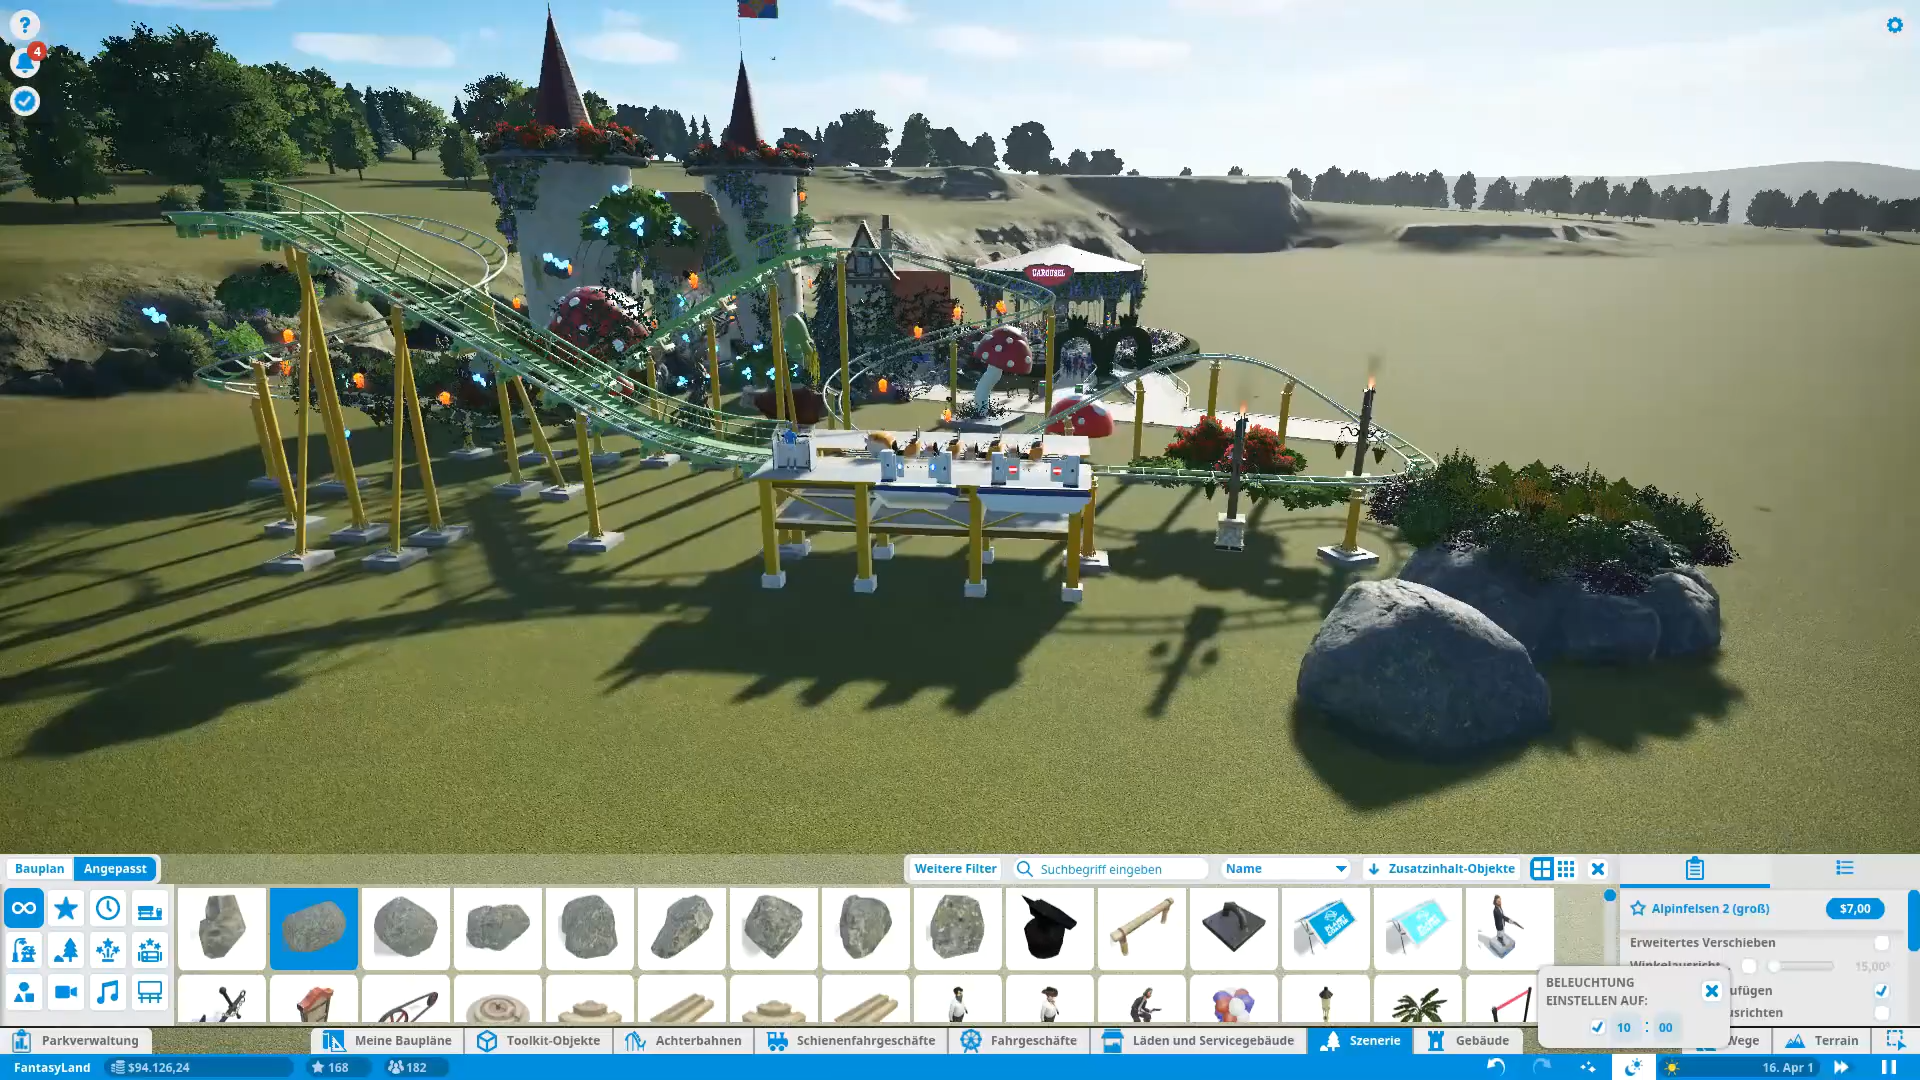 ?
4
CAROUSEL
Bauplan
Angepasst
Weitere Filter
Suchbegriff eingeben
Name
Zusatzinhalt-Objekte
Alpinfelsen 2 (groß)
$7,00
Erweitertes Verschieben
15,00°
BELEUCHTUNG
EINSTELLEN AUF:
10 : 00
Parkverwaltung
Meine Baupläne
Toolkit-Objekte
Achterbahnen
Schienenfahrgeschäfte
Fahrgeschäfte
Läden und Servicegebäude
Szenerie
Gebäude
Wege
Terrain
FantasyLand
$94.126,24
168
182
16. Apr 1